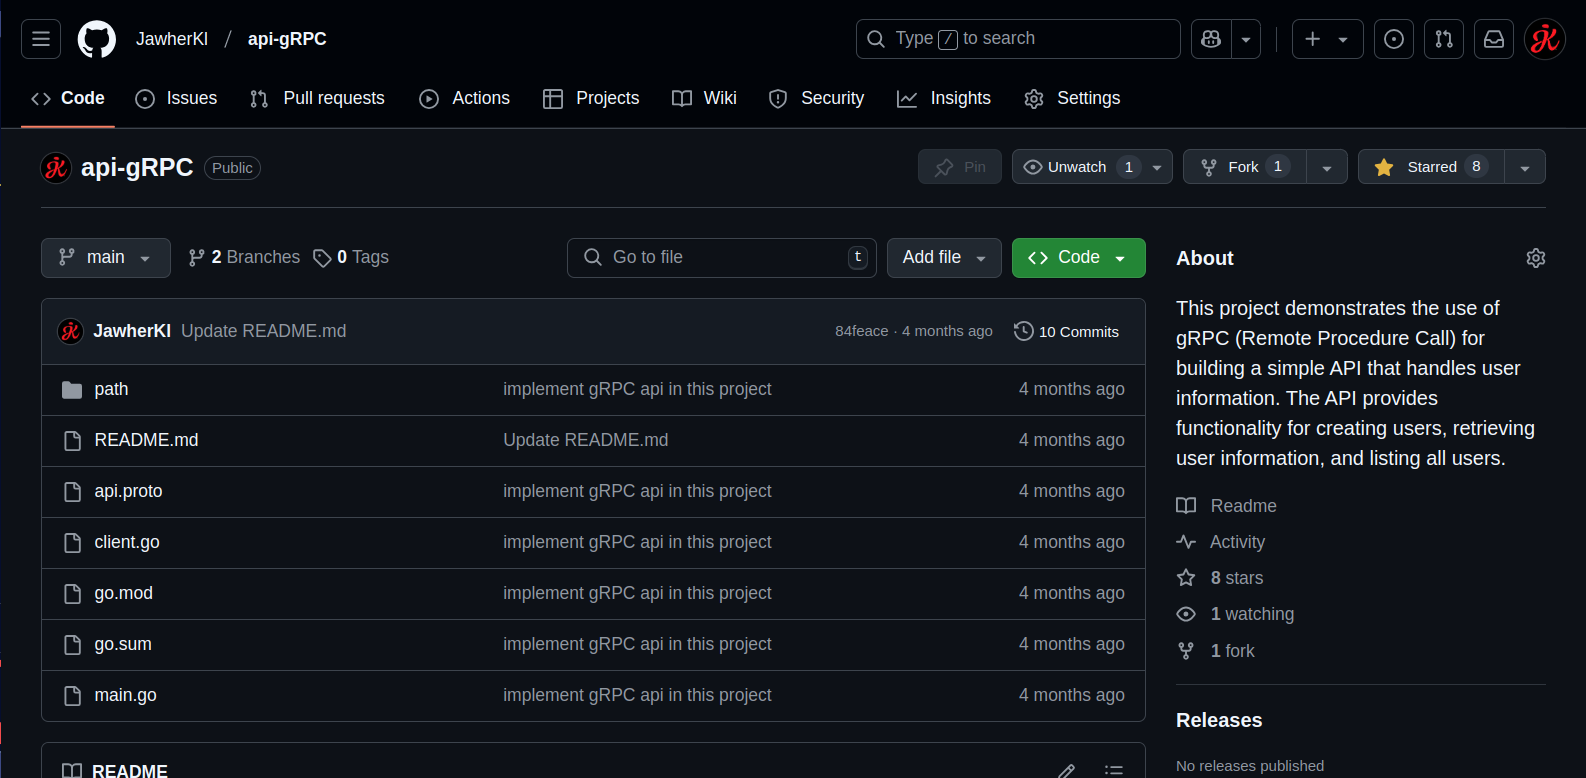 JawherKl / api-gRPC
Type / to search
Code Issues Pull requests Actions Projects Wiki Security Insights Settings
api-gRPC Public
Pin Unwatch 1 Fork 1 Starred 8
main 2 Branches 0 Tags Go to file t Add file Code
JawherKl Update README.md 84feace · 4 months ago 10 Commits
path implement gRPC api in this project 4 months ago
README.md Update README.md 4 months ago
api.proto implement gRPC api in this project 4 months ago
client.go implement gRPC api in this project 4 months ago
go.mod implement gRPC api in this project 4 months ago
go.sum implement gRPC api in this project 4 months ago
main.go implement gRPC api in this project 4 months ago
README
About
This project demonstrates the use of
gRPC (Remote Procedure Call) for
building a simple API that handles user
information. The API provides
functionality for creating users, retrieving
user information, and listing all users.
Readme
Activity
8 stars
1 watching
1 fork
Releases
No releases published